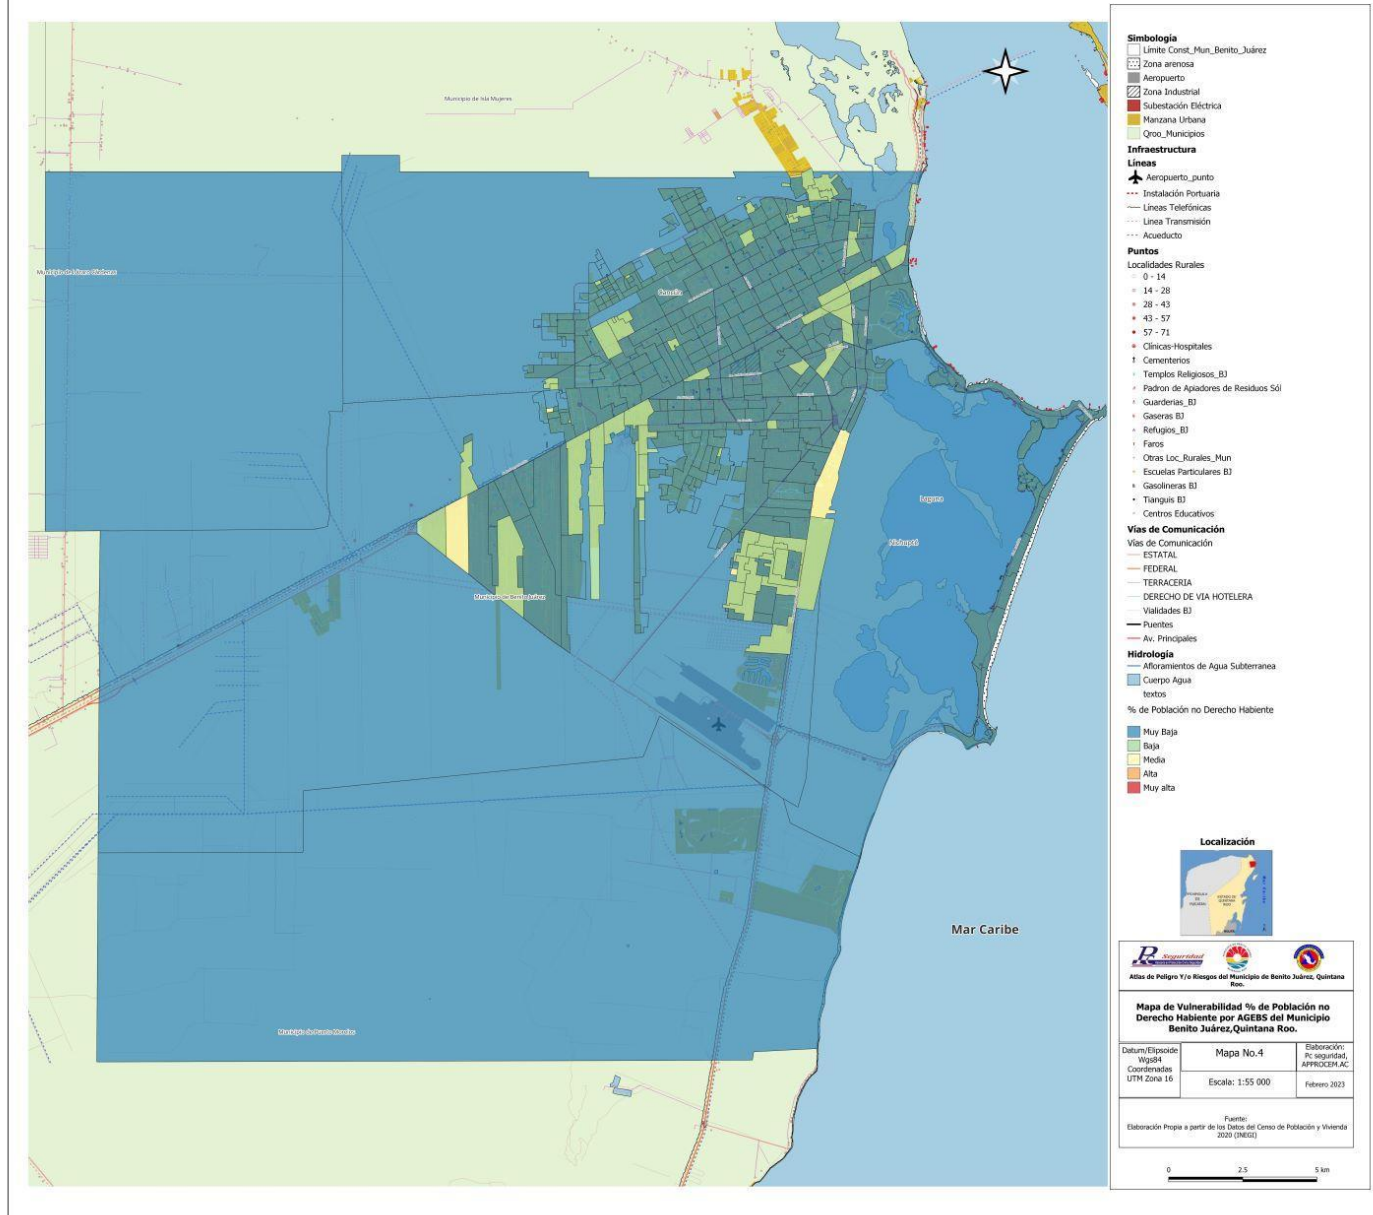 Municipio de Isla Mujeres
Municipio de Lázaro Cárdenas
Cancún
Laguna
Nichupté
Municipio de Benito Juárez
Municipio de Puerto Morelos
Mar Caribe
Simbología
Límite Const_Mun_Benito_Juárez
Zona arenosa
Aeropuerto
Zona Industrial
Subestación Eléctrica
Manzana Urbana
Qroo_Municipios
Infraestructura
Líneas
Aeropuerto_punto
Instalación Portuaria
Líneas Telefónicas
Linea Transmisión
Acueducto
Puntos
Localidades Rurales
0 - 14
14 - 28
28 - 43
43 - 57
57 - 71
Clínicas-Hospitales
Cementerios
Templos Religiosos_BJ
Padron de Apiadores de Residuos Sól
Guarderias_BJ
Gaseras BJ
Refugios_BJ
Faros
Otras Loc_Rurales_Mun
Escuelas Particulares BJ
Gasolineras BJ
Tianguis BJ
Centros Educativos
Vías de Comunicación
Vías de Comunicación
ESTATAL
FEDERAL
TERRACERIA
DERECHO DE VIA HOTELERA
Vialidades BJ
Puentes
Av. Principales
Hidrología
Afloramientos de Agua Subterranea
Cuerpo Agua
textos
% de Población no Derecho Habiente
Muy Baja
Baja
Media
Alta
Muy alta
Localización
PC Seguridad
Atlas de Peligro Y/o Riesgos del Municipio de Benito Juárez, Quintana
Roo.
Mapa de Vulnerabilidad % de Población no
Derecho Habiente por AGEBS del Municipio
Benito Juárez,Quintana Roo.
Datum/Elipsoide
Wgs84
Coordenadas
UTM Zona 16
Mapa No.4
Escala: 1:55 000
Elaboración:
Pc seguridad,
APPROCEM.AC
Febrero 2023
Fuente:
Elaboración Propia a partir de los Datos del Censo de Población y Vivienda
2020 (INEGI)
0 2.5 5 km